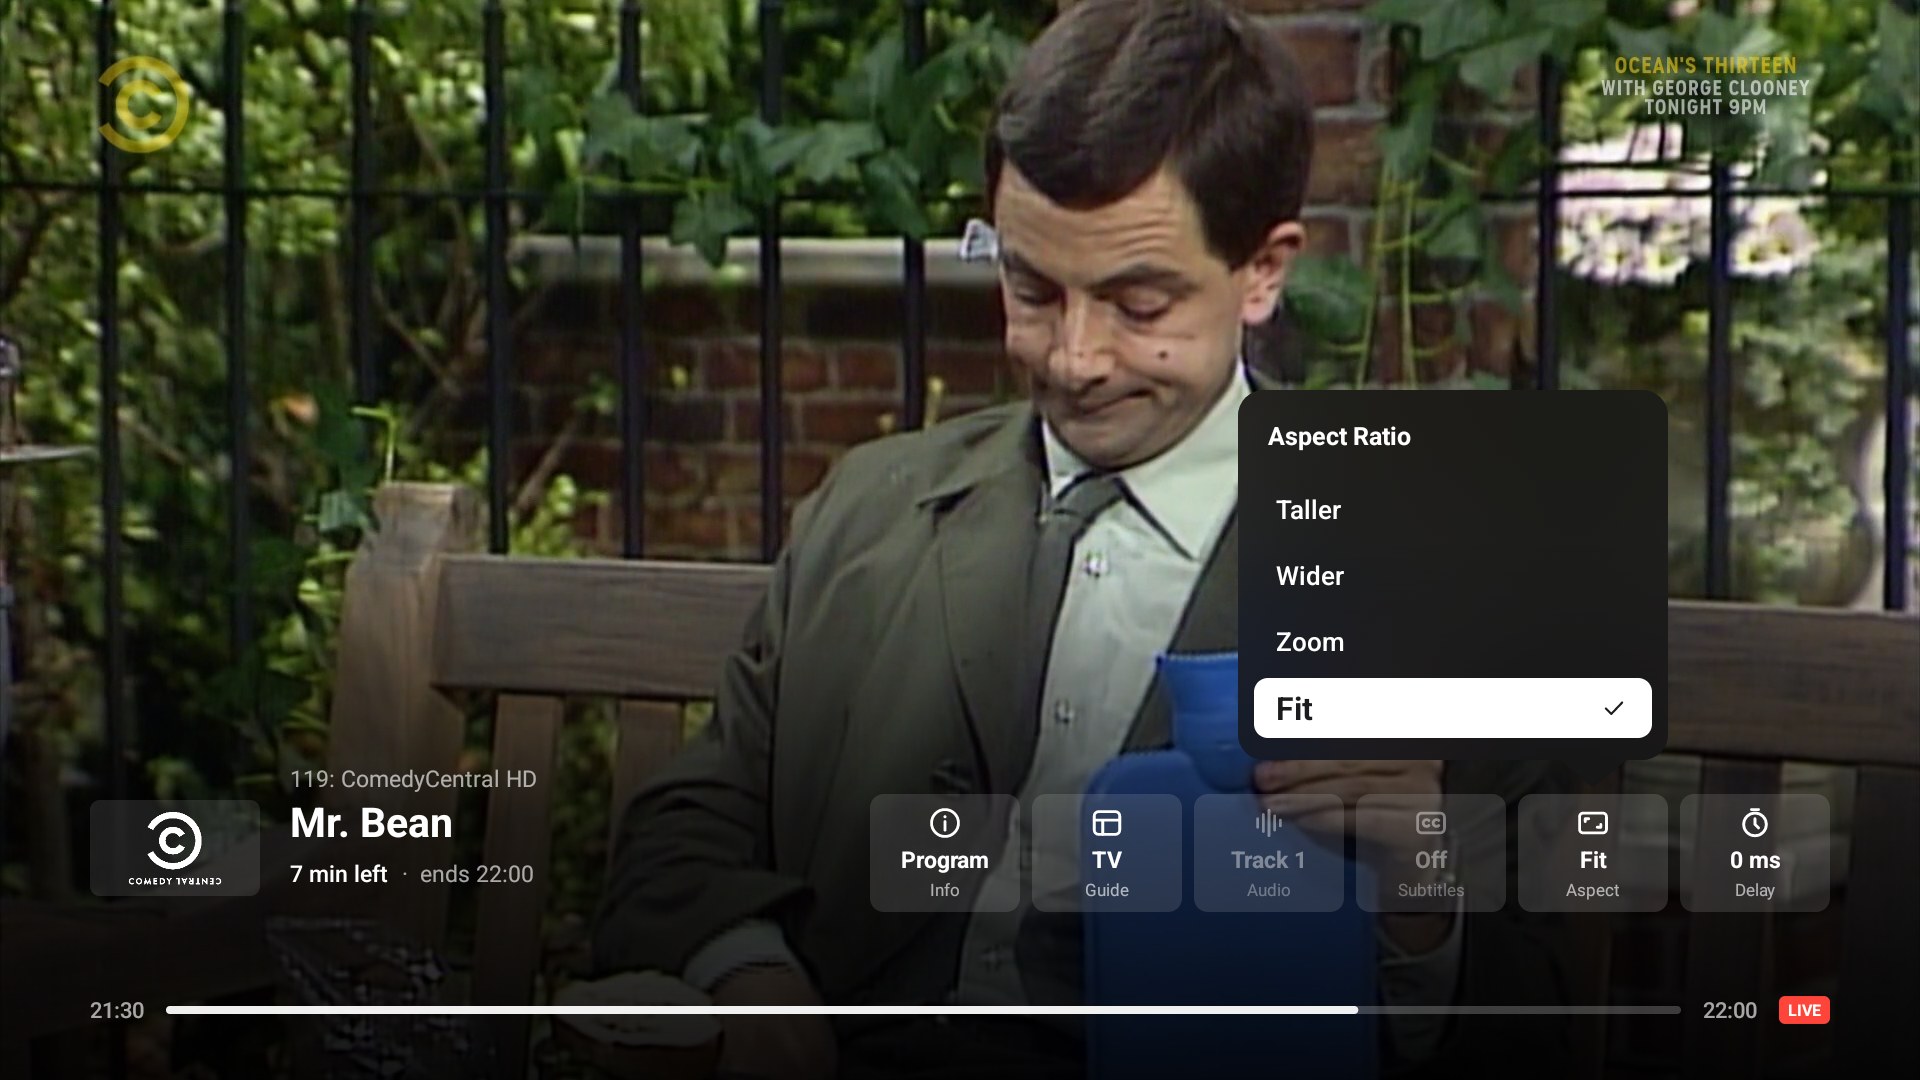 OCEAN'S THIRTEEN
WITH GEORGE CLOONEY
TONIGHT 9PM
Aspect Ratio
Taller
Wider
Zoom
Fit
119: ComedyCentral HD
Mr. Bean
7 min left · ends 22:00
COMEDY CENTRAL
Program
Info
TV
Guide
Track 1
Audio
CC
Off
Subtitles
Fit
Aspect
0 ms
Delay
21:30
22:00
LIVE